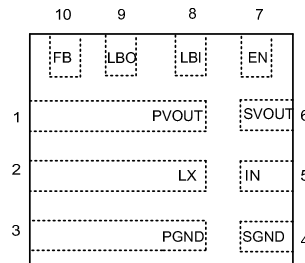 10 9 8 7
FB LBO LBI EN
1 PVOUT SVOUT 6
2 LX IN 5
3 PGND SGND 4